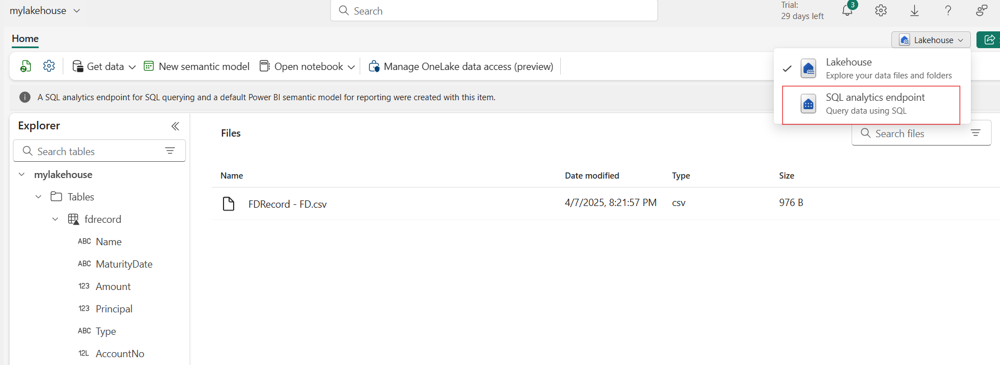 mylakehouse
Search
Trial:
29 days left
3
Home
Lakehouse
Get data
New semantic model
Open notebook
Manage OneLake data access (preview)
Lakehouse
Explore your data files and folders
SQL analytics endpoint
Query data using SQL
A SQL analytics endpoint for SQL querying and a default Power BI semantic model for reporting were created with this item.
Explorer
Search tables
mylakehouse
Tables
fdrecord
ABC Name
ABC MaturityDate
123 Amount
123 Principal
ABC Type
12L AccountNo
Files
Search files
Name Date modified Type Size
FDRecord - FD.csv 4/7/2025, 8:21:57 PM csv 976 B